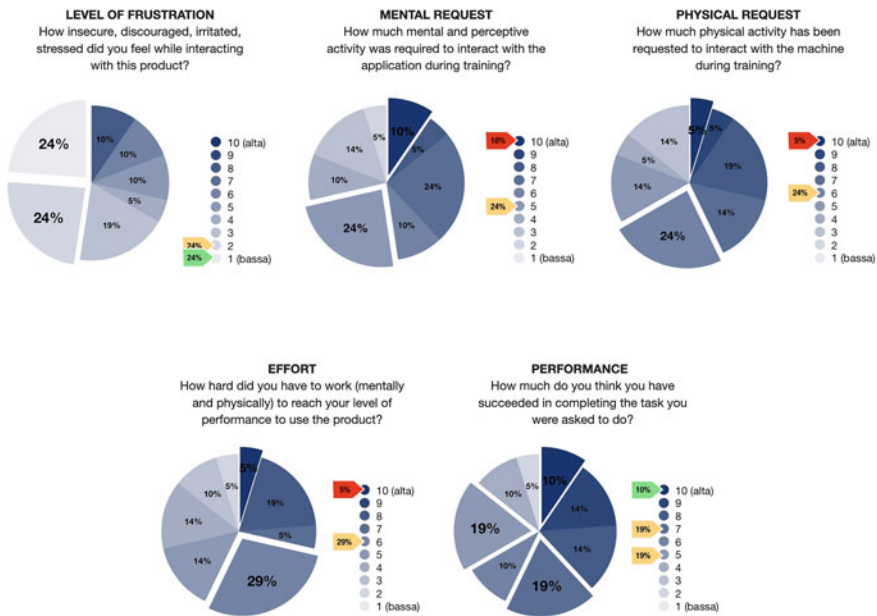 LEVEL OF FRUSTRATION
How insecure, discouraged, irritated,
stressed did you feel while interacting
with this product?
10%
10%
10%
5%
19%
24%
24%
10 (alta)
9
8
7
6
5
4
3
24% 2
24% 1 (bassa)
MENTAL REQUEST
How much mental and perceptive
activity was required to interact with the
application during training?
10%
5%
24%
10%
24%
10%
14%
5%
10% 10 (alta)
9
8
7
6
24% 5
4
3
2
1 (bassa)
PHYSICAL REQUEST
How much physical activity has been
requested to interact with the machine
during training?
5%
5%
19%
14%
24%
14%
5%
14%
5% 10 (alta)
9
8
7
24% 6
5
4
3
2
1 (bassa)
EFFORT
How hard did you have to work (mentally
and physically) to reach your level of
performance to use the product?
5%
19%
5%
29%
14%
14%
10%
5%
5% 10 (alta)
9
8
7
29% 6
5
4
3
2
1 (bassa)
PERFORMANCE
How much do you think you have
succeeded in completing the task you
were asked to do?
10%
14%
14%
19%
10%
19%
10%
5%
10% 10 (alta)
9
8
19% 7
6
19% 5
4
3
2
1 (bassa)